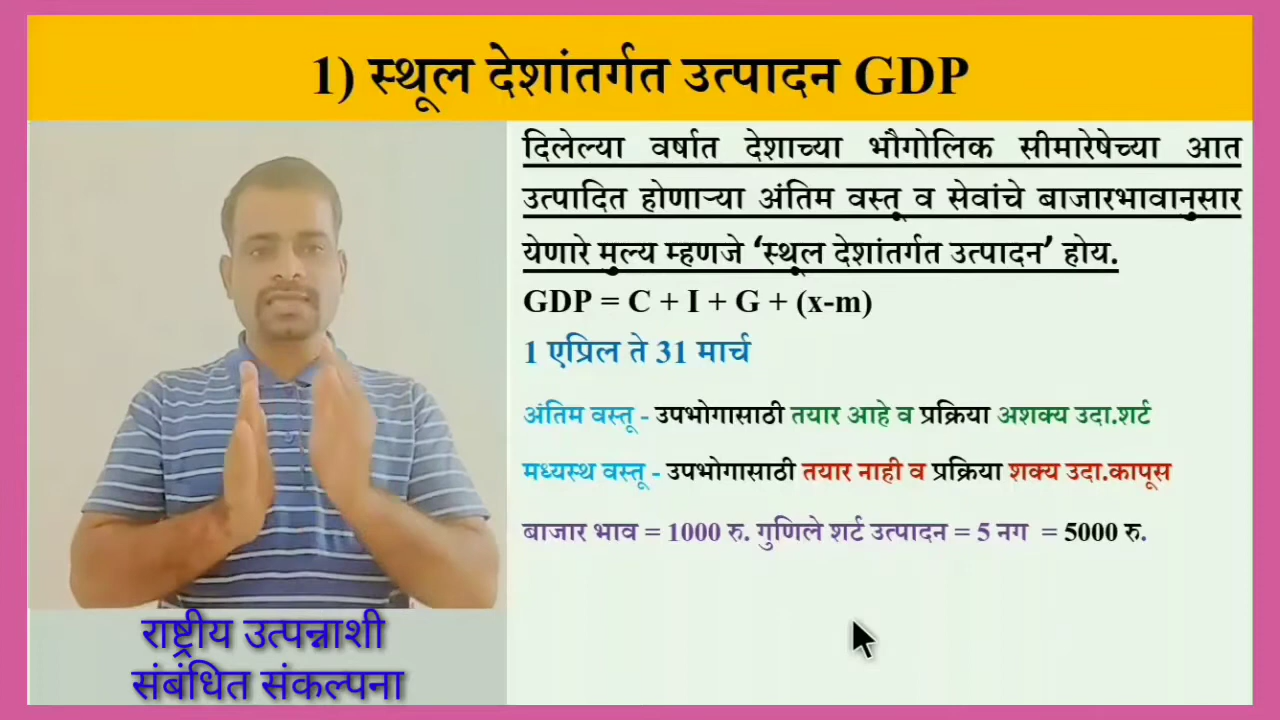 1) स्थूल देशांतर्गत उत्पादन GDP
दिलेल्या वर्षात देशाच्या भौगोलिक सीमारेषेच्या आत
उत्पादित होणाऱ्या अंतिम वस्तू व सेवांचे बाजारभावानुसार
येणारे मुल्य म्हणजे ‘स्थूल देशांतर्गत उत्पादन’ होय.
GDP = C + I + G + (x-m)
1 एप्रिल ते 31 मार्च
अंतिम वस्तू - उपभोगासाठी तयार आहे व प्रक्रिया अशक्य उदा.शर्ट
मध्यस्थ वस्तू - उपभोगासाठी तयार नाही व प्रक्रिया शक्य उदा.कापूस
बाजार भाव = 1000 रु. गुणिले शर्ट उत्पादन = 5 नग = 5000 रु.
राष्ट्रीय उत्पन्नाशी
संबंधित संकल्पना